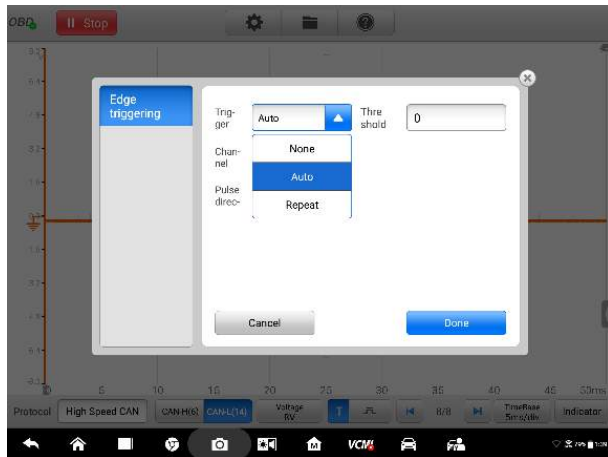 OBD
Stop
Edge
triggering
Trig-
ger
Auto
Thre
shold
0
None
Auto
Repeat
Chan-
nel
Pulse
direc-
Cancel
Done
5 10 15 20 25 30 35 40 45 50ms
Protocol
High Speed CAN
CAN-H(6)
CAN-L(14)
Voltage
T
8/8
TimeBase
5ms/div
Indicator
VCMI